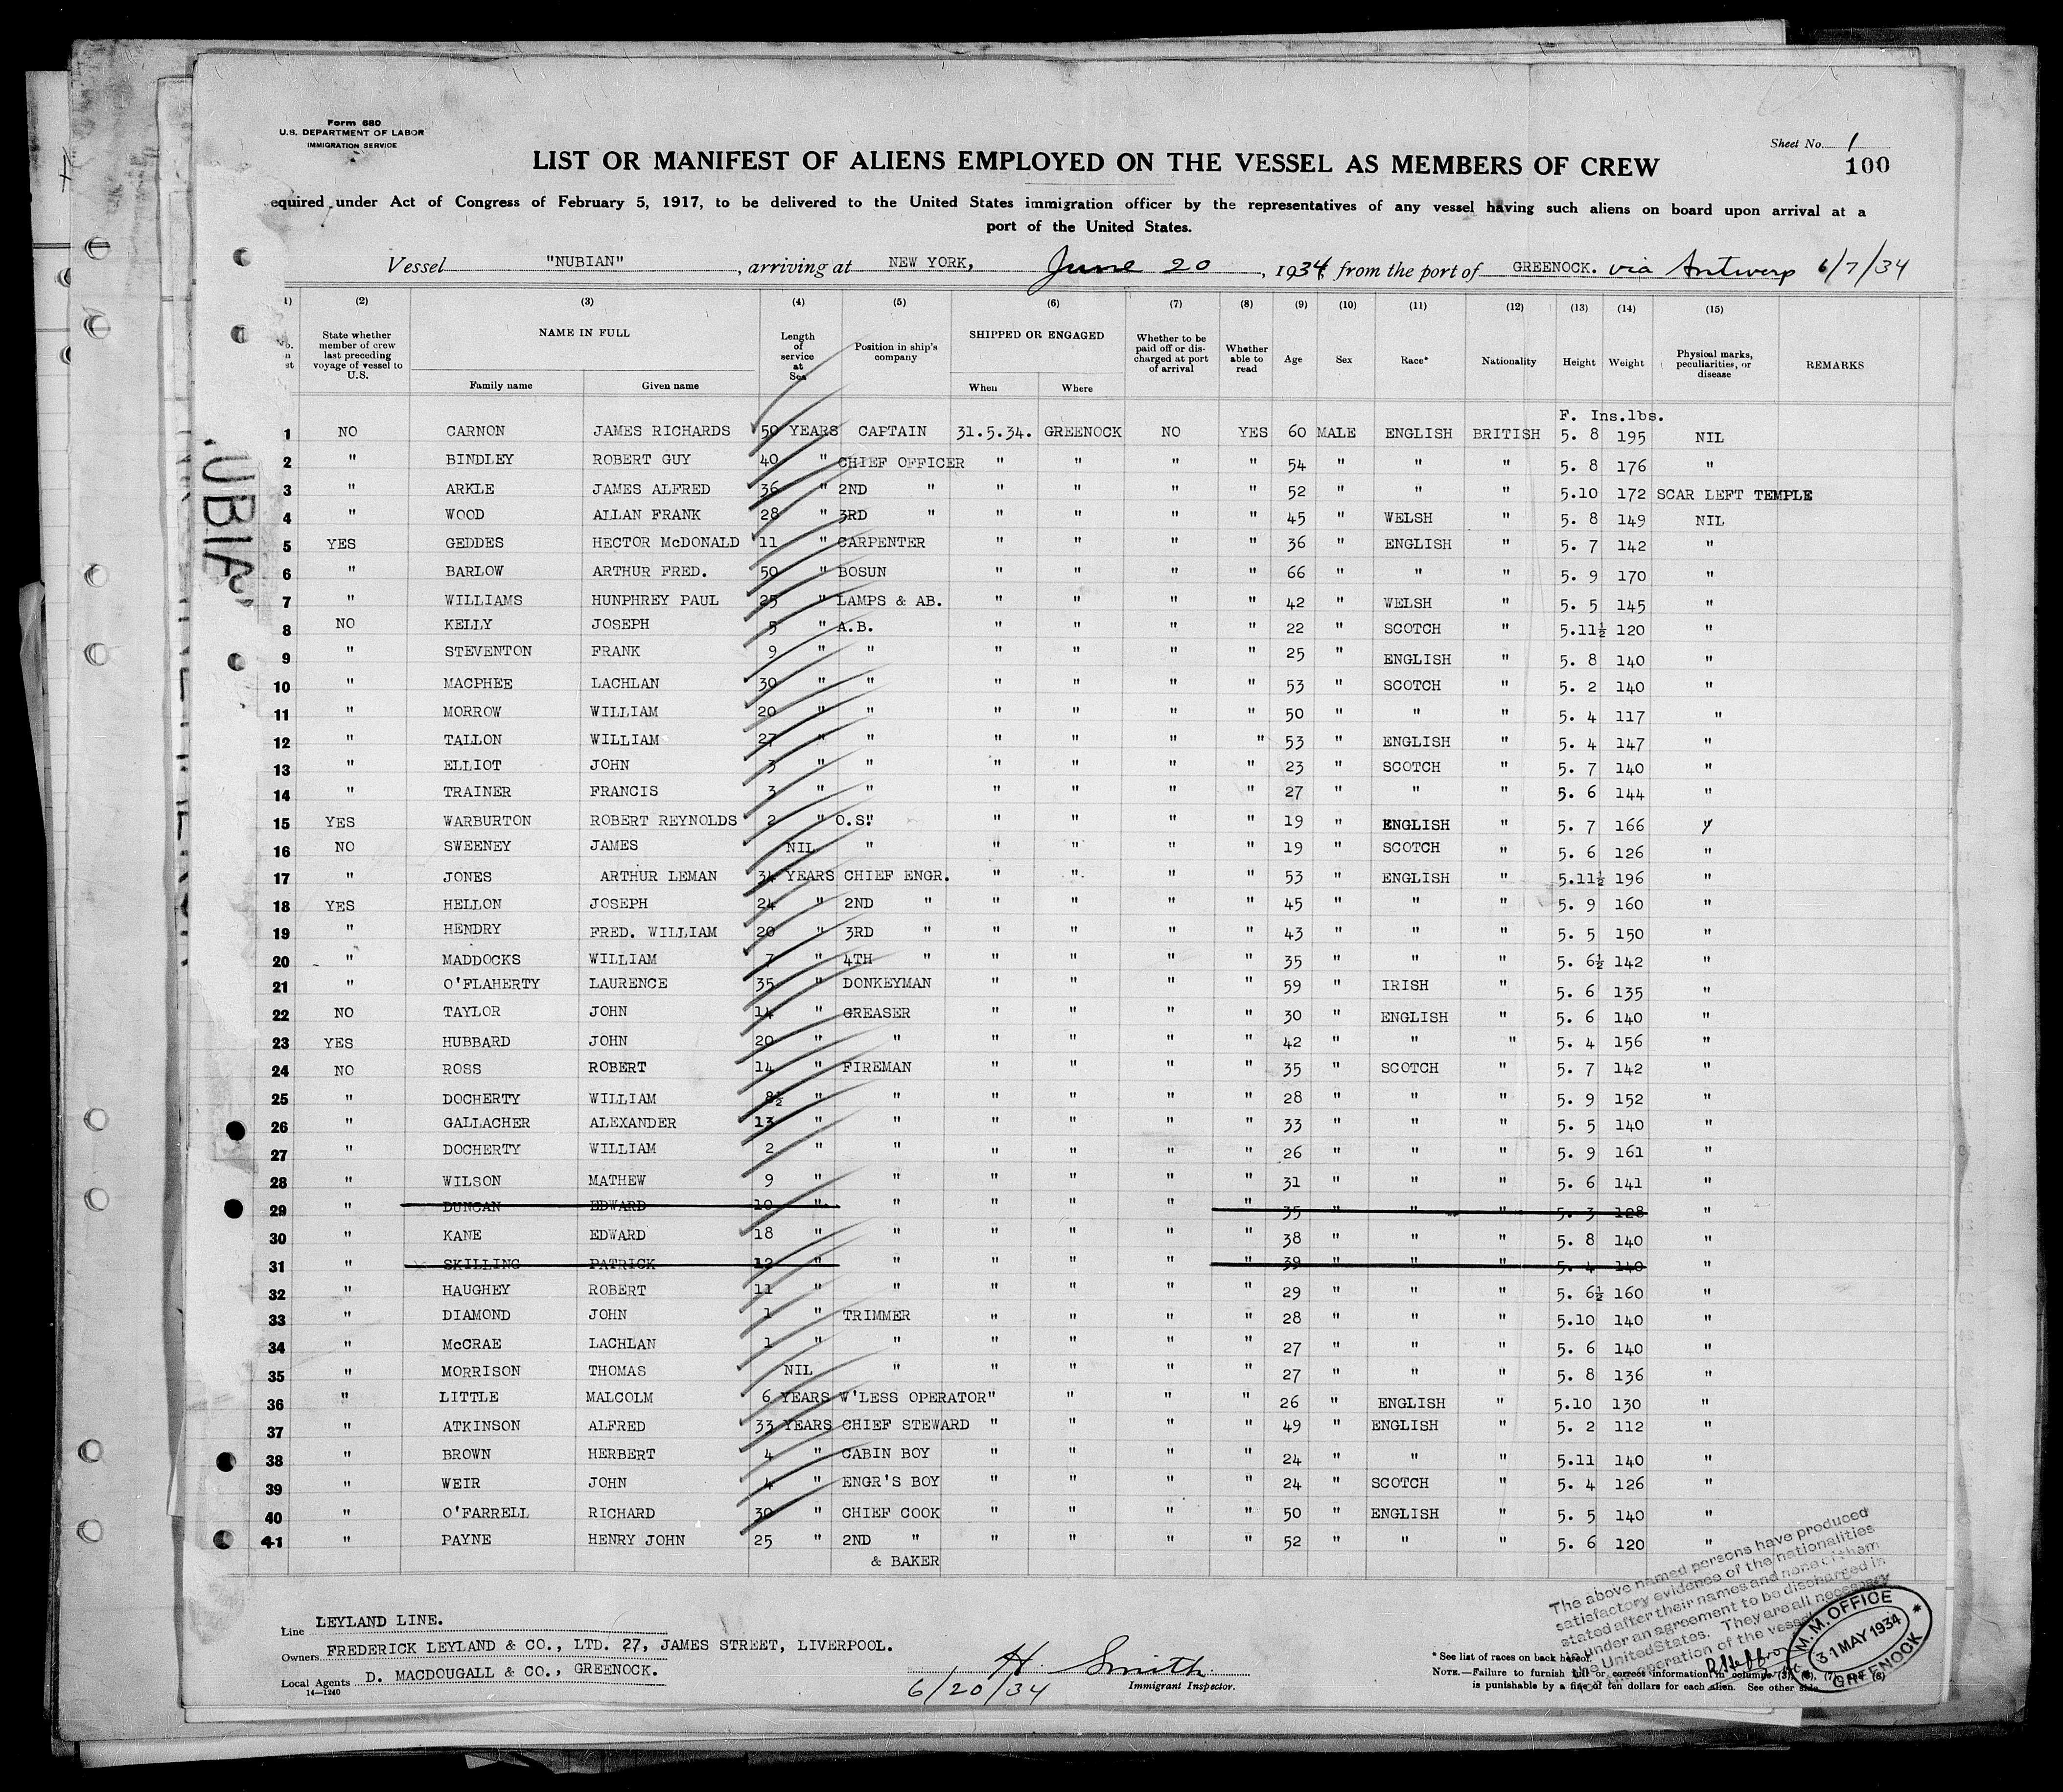 Form 680
U.S. DEPARTMENT OF LABOR
IMMIGRATION SERVICE
Sheet No. 1
100
LIST OR MANIFEST OF ALIENS EMPLOYED ON THE VESSEL AS MEMBERS OF CREW
equired under Act of Congress of February 5, 1917, to be delivered to the United States immigration officer by the representatives of any vessel having such aliens on board upon arrival at a
port of the United States.
Vessel "NUBIAN", arriving at NEW YORK, June 20, 1934 from the port of GREENOCK. via Antwerp 6/7/34
(2) (3) (4) (5) (6) (7) (8) (9) (10) (11) (12) (13) (14) (15)
State whether member of crew last preceding voyage of vessel to U.S. NAME IN FULL Family name Given name Length of service at Sea Position in ship's company SHIPPED OR ENGAGED When Where Whether to be paid off or discharged at port of arrival Whether able to read Age Sex Race* Nationality Height Weight Physical marks, peculiarities, or disease REMARKS
F. Ins. lbs.
1 NO CARNON JAMES RICHARDS 50 YEARS CAPTAIN 31.5.34. GREENOCK NO YES 60 MALE ENGLISH BRITISH 5. 8 195 NIL
2 " BINDLEY ROBERT GUY 40 " CHIEF OFFICER " " " " 54 " " " 5. 8 176 "
3 " ARKLE JAMES ALFRED 36 " 2ND " " " " " 52 " " " 5.10 172 SCAR LEFT TEMPLE
4 " WOOD ALLAN FRANK 28 " 3RD " " " " " 45 " WELSH " 5. 8 149 NIL
5 YES GEDDES HECTOR McDONALD 11 " CARPENTER " " " " 36 " ENGLISH " 5. 7 142 "
6 " BARLOW ARTHUR FRED. 50 " BOSUN " " " " 66 " " " 5. 9 170 "
7 " WILLIAMS HUNPHREY PAUL 25 " LAMPS & AB. " " " " 42 " WELSH " 5. 5 145 "
8 NO KELLY JOSEPH 5 " A.B. " " " " 22 " SCOTCH " 5.11½ 120 "
9 " STEVENTON FRANK 9 " " " " " " 25 " ENGLISH " 5. 8 140 "
10 " MACPHEE LACHLAN 30 " " " " " " 53 " SCOTCH " 5. 2 140 "
11 " MORROW WILLIAM 20 " " " " " " 50 " " " 5. 4 117 "
12 " TALLON WILLIAM 27 " " " " " " 53 " ENGLISH " 5. 4 147 "
13 " ELLIOT JOHN 3 " " " " " " 23 " SCOTCH " 5. 7 140 "
14 " TRAINER FRANCIS 3 " " " " " " 27 " " " 5. 6 144 "
15 YES WARBURTON ROBERT REYNOLDS 2 " O.S." " " " " 19 " ENGLISH " 5. 7 166 "
16 NO SWEENEY JAMES NIL " " " " " 19 " SCOTCH " 5. 6 126 "
17 " JONES ARTHUR LEMAN 34 YEARS CHIEF ENGR. " " " " 53 " ENGLISH " 5.11½ 196 "
18 YES HELLON JOSEPH 24 " 2ND " " " " " 45 " " " 5. 9 160 "
19 " HENDRY FRED. WILLIAM 20 " 3RD " " " " " 43 " " " 5. 5 150 "
20 " MADDOCKS WILLIAM 7 " 4TH " " " " " 35 " " " 5. 6½ 142 "
21 " O'FLAHERTY LAURENCE 35 " DONKEYMAN " " " " 59 " IRISH " 5. 6 135 "
22 NO TAYLOR JOHN 14 " GREASER " " " " 30 " ENGLISH " 5. 6 140 "
23 YES HUBBARD JOHN 20 " " " " " " 42 " " " 5. 4 156 "
24 NO ROSS ROBERT 14 " FIREMAN " " " " 35 " SCOTCH " 5. 7 142 "
25 " DOCHERTY WILLIAM 8½ " " " " " " 28 " " " 5. 9 152 "
26 " GALLACHER ALEXANDER 13 " " " " " " 33 " " " 5. 5 140 "
27 " DOCHERTY WILLIAM 2 " " " " " " 26 " " " 5. 9 161 "
28 " WILSON MATHEW 9 " " " " " " 31 " " " 5. 6 141 "
29 " DUNCAN EDWARD 10 " " " " " " 35 " " " 5. 3 128 "
30 " KANE EDWARD 18 " " " " " " 38 " " " 5. 8 140 "
31 " SKILLING PATRICK 12 " " " " " " 39 " " " 5. 4 140 "
32 " HAUGHEY ROBERT 11 " " " " " " 29 " " " 5. 6½ 160 "
33 " DIAMOND JOHN 1 " TRIMMER " " " " 28 " " " 5.10 140 "
34 " McCRAE LACHLAN 1 " " " " " " 27 " " " 5. 6 140 "
35 " MORRISON THOMAS NIL " " " " " 27 " " " 5. 8 136 "
36 " LITTLE MALCOLM 6 YEARS W'LESS OPERATOR " " " " 26 " ENGLISH " 5.10 130 "
37 " ATKINSON ALFRED 33 YEARS CHIEF STEWARD " " " " 49 " ENGLISH " 5. 2 112 "
38 " BROWN HERBERT 4 " CABIN BOY " " " " 24 " " " 5.11 140 "
39 " WEIR JOHN 4 " ENGR'S BOY " " " " 24 " SCOTCH " 5. 4 126 "
40 " O'FARRELL RICHARD 30 " CHIEF COOK " " " " 50 " ENGLISH " 5. 5 140 "
41 " PAYNE HENRY JOHN 25 " 2ND " " " " " 52 " " " 5. 6 120 "
& BAKER
The above named persons have produced
satisfactory evidence of the nationalities
stated after their names and none of them
is under an agreement to be discharged in
this United States. They are all necessary
for the operation of the vessel
M.M. OFFICE
31 MAY 1934
GREENOCK
Line LEYLAND LINE.
Owners FREDERICK LEYLAND & CO., LTD. 27, JAMES STREET, LIVERPOOL.
Local Agents D. MACDOUGALL & CO., GREENOCK.
14—1240
H. Smith
6/20/34
Immigrant Inspector.
* See list of races on back hereof.
NOTE.—Failure to furnish full or correct information in columns (3), (5), (7)
is punishable by a fine of ten dollars for each alien. See other side
UBIA